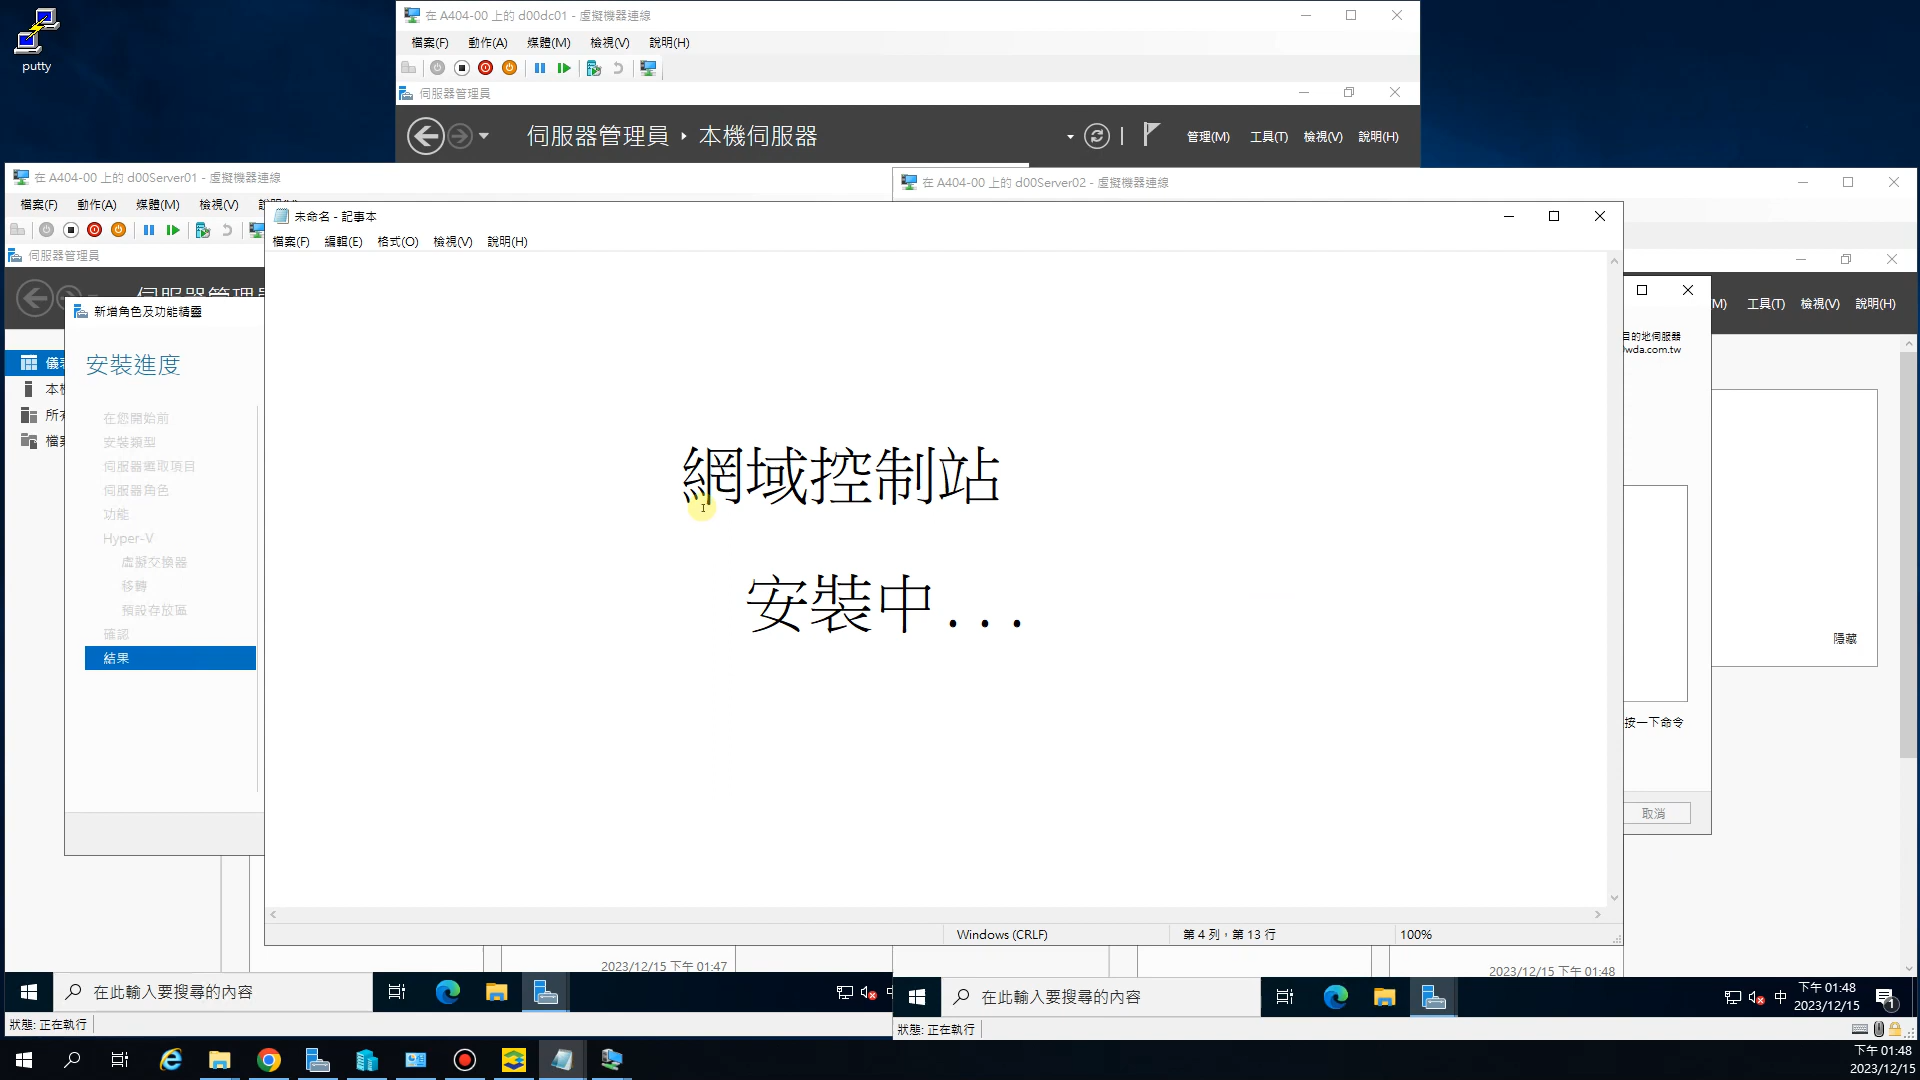 putty
在 A404-00 上的 d00dc01 - 虛擬機器連線
檔案(F) 動作(A) 媒體(M) 檢視(V) 說明(H)
伺服器管理員
伺服器管理員 ‣ 本機伺服器
管理(M) 工具(T) 檢視(V) 說明(H)
在 A404-00 上的 d00Server01 - 虛擬機器連線
檔案(F) 動作(A) 媒體(M) 檢視(V)
伺服器管理員
在 A404-00 上的 d00Server02 - 虛擬機器連線
工具(T) 檢視(V) 說明(H)
未命名 - 記事本
檔案(F) 編輯(E) 格式(O) 檢視(V) 說明(H)
新增角色及功能精靈
安裝進度
在您開始前
安裝類型
伺服器選取項目
伺服器角色
功能
Hyper-V
虛擬交換器
移轉
預設存放區
確認
結果
網域控制站
安裝中...
目的地伺服器
wda.com.tw
隱藏
按一下命令
取消
Windows (CRLF)
第 4 列，第 13 行
100%
2023/12/15 下午 01:47
2023/12/15 下午 01:48
在此輸入要搜尋的內容
狀態: 正在執行
在此輸入要搜尋的內容
中
下午 01:48
2023/12/15
1
狀態: 正在執行
下午 01:48
2023/12/15